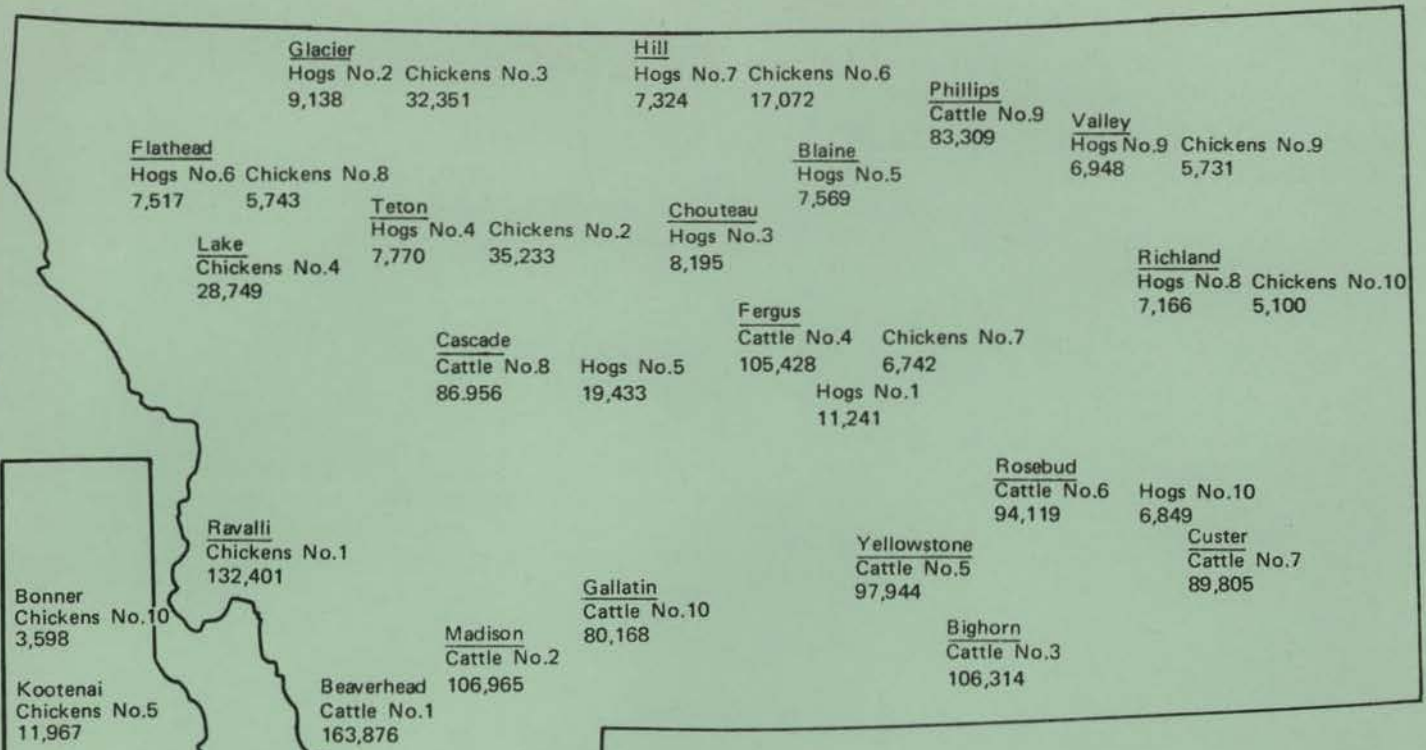 Glacier
Hogs No.2 Chickens No.3
9,138 32,351
Hill
Hogs No.7 Chickens No.6
7,324 17,072
Phillips
Cattle No.9
83,309
Valley
Hogs No.9 Chickens No.9
6,948 5,731
Flathead
Hogs No.6 Chickens No.8
7,517 5,743
Blaine
Hogs No.5
7,569
Teton
Hogs No.4 Chickens No.2
7,770 35,233
Chouteau
Hogs No.3
8,195
Lake
Chickens No.4
28,749
Richland
Hogs No.8 Chickens No.10
7,166 5,100
Cascade
Cattle No.8 Hogs No.5
86.956 19,433
Fergus
Cattle No.4 Chickens No.7
105,428 6,742
Hogs No.1
11,241
Rosebud
Cattle No.6 Hogs No.10
94,119 6,849
Ravalli
Chickens No.1
132,401
Yellowstone
Cattle No.5
97,944
Custer
Cattle No.7
89,805
Bonner
Chickens No.10
3,598
Gallatin
Cattle No.10
80,168
Madison
Cattle No.2
106,965
Bighorn
Cattle No.3
106,314
Kootenai
Chickens No.5
11,967
Beaverhead
Cattle No.1
163,876